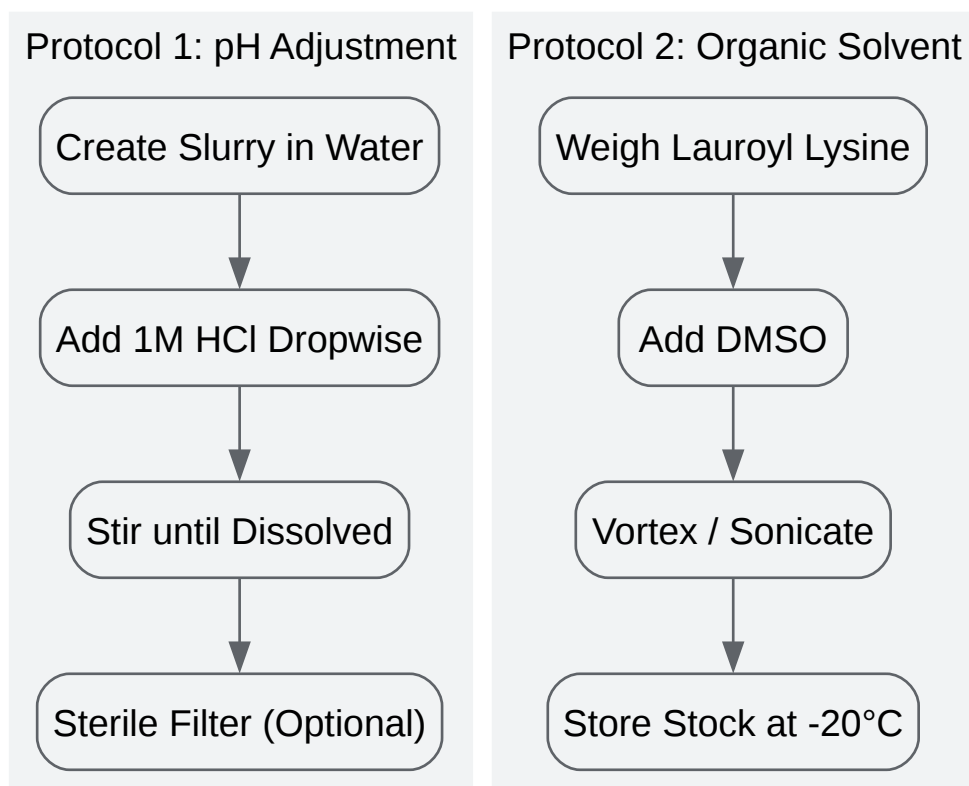 Protocol 1: pH Adjustment
Create Slurry in Water
Add 1M HCl Dropwise
Stir until Dissolved
Sterile Filter (Optional)
Protocol 2: Organic Solvent
Weigh Lauroyl Lysine
Add DMSO
Vortex / Sonicate
Store Stock at -20°C